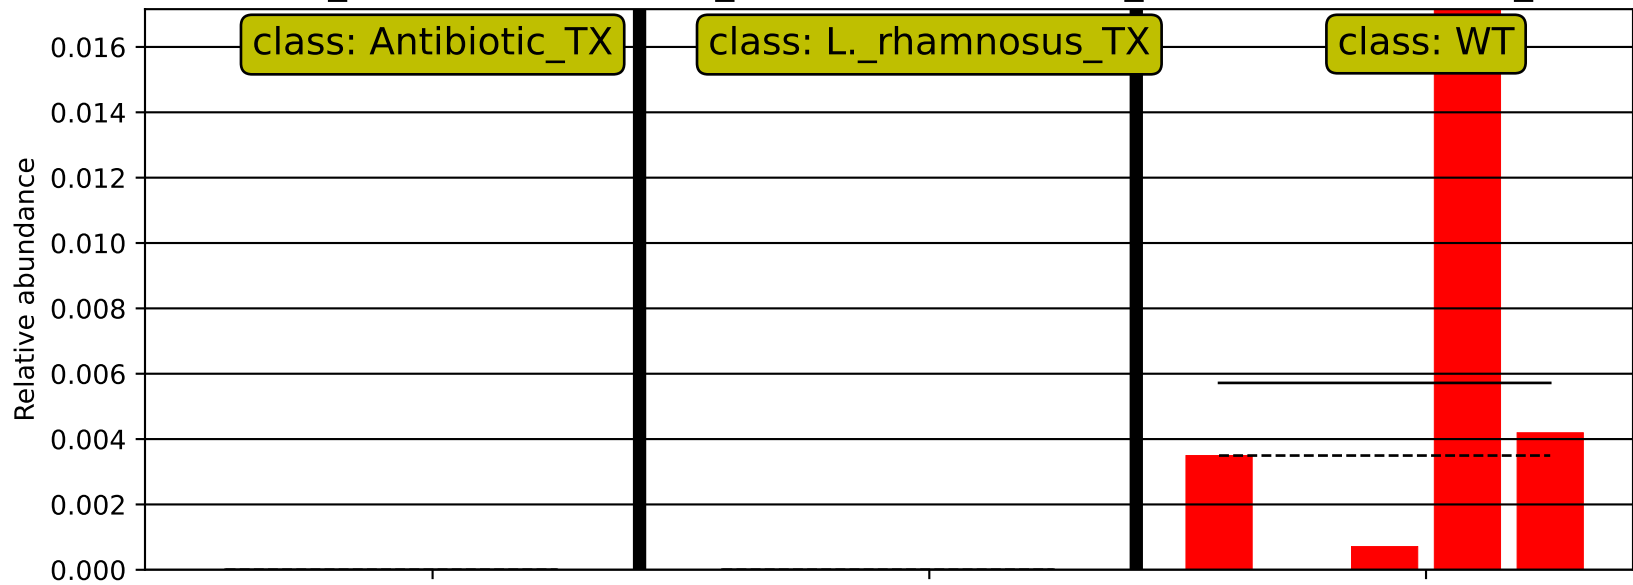 class: Antibiotic_TX
class: L._rhamnosus_TX
class: WT
Relative abundance
0.016
0.014
0.012
0.010
0.008
0.006
0.004
0.002
0.000